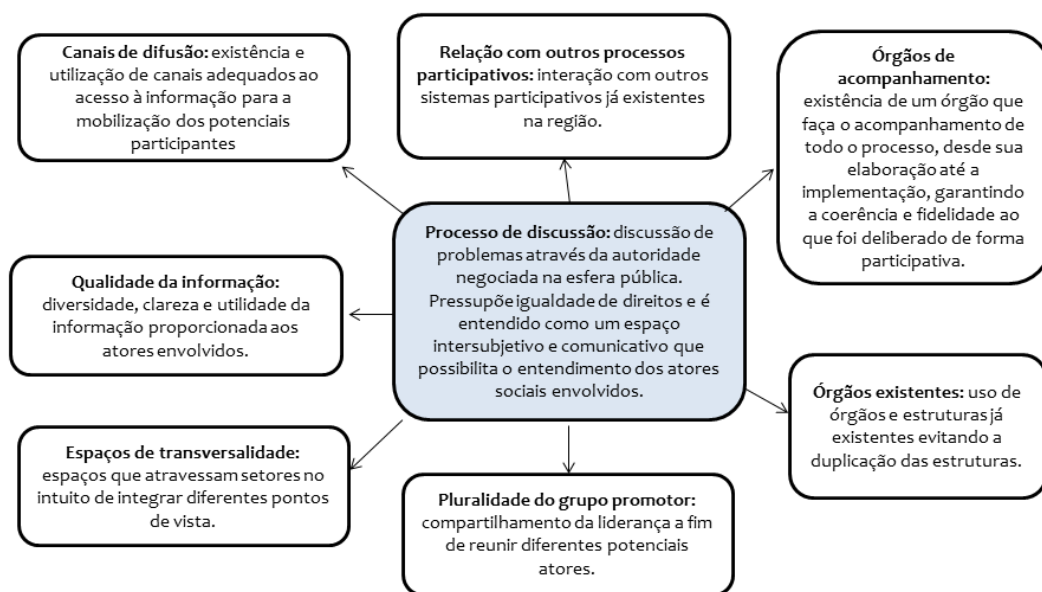 Canais de difusão: existência e
utilização de canais adequados ao
acesso à informação para a
mobilização dos potenciais
participantes
Relação com outros processos
participativos: interação com outros
sistemas participativos já existentes
na região.
Órgãos de
acompanhamento:
existência de um órgão que
faça o acompanhamento de
todo o processo, desde sua
elaboração até a
implementação, garantindo
a coerência e fidelidade ao
que foi deliberado de forma
participativa.
Processo de discussão: discussão de
problemas através da autoridade
negociada na esfera pública.
Pressupõe igualdade de direitos e é
entendido como um espaço
intersubjetivo e comunicativo que
possibilita o entendimento dos atores
sociais envolvidos.
Qualidade da informação:
diversidade, clareza e utilidade da
informação proporcionada aos
atores envolvidos.
Órgãos existentes: uso de
órgãos e estruturas já
existentes evitando a
duplicação das estruturas.
Espaços de transversalidade:
espaços que atravessam setores no
intuito de integrar diferentes pontos
de vista.
Pluralidade do grupo promotor:
compartilhamento da liderança a fim
de reunir diferentes potenciais
atores.